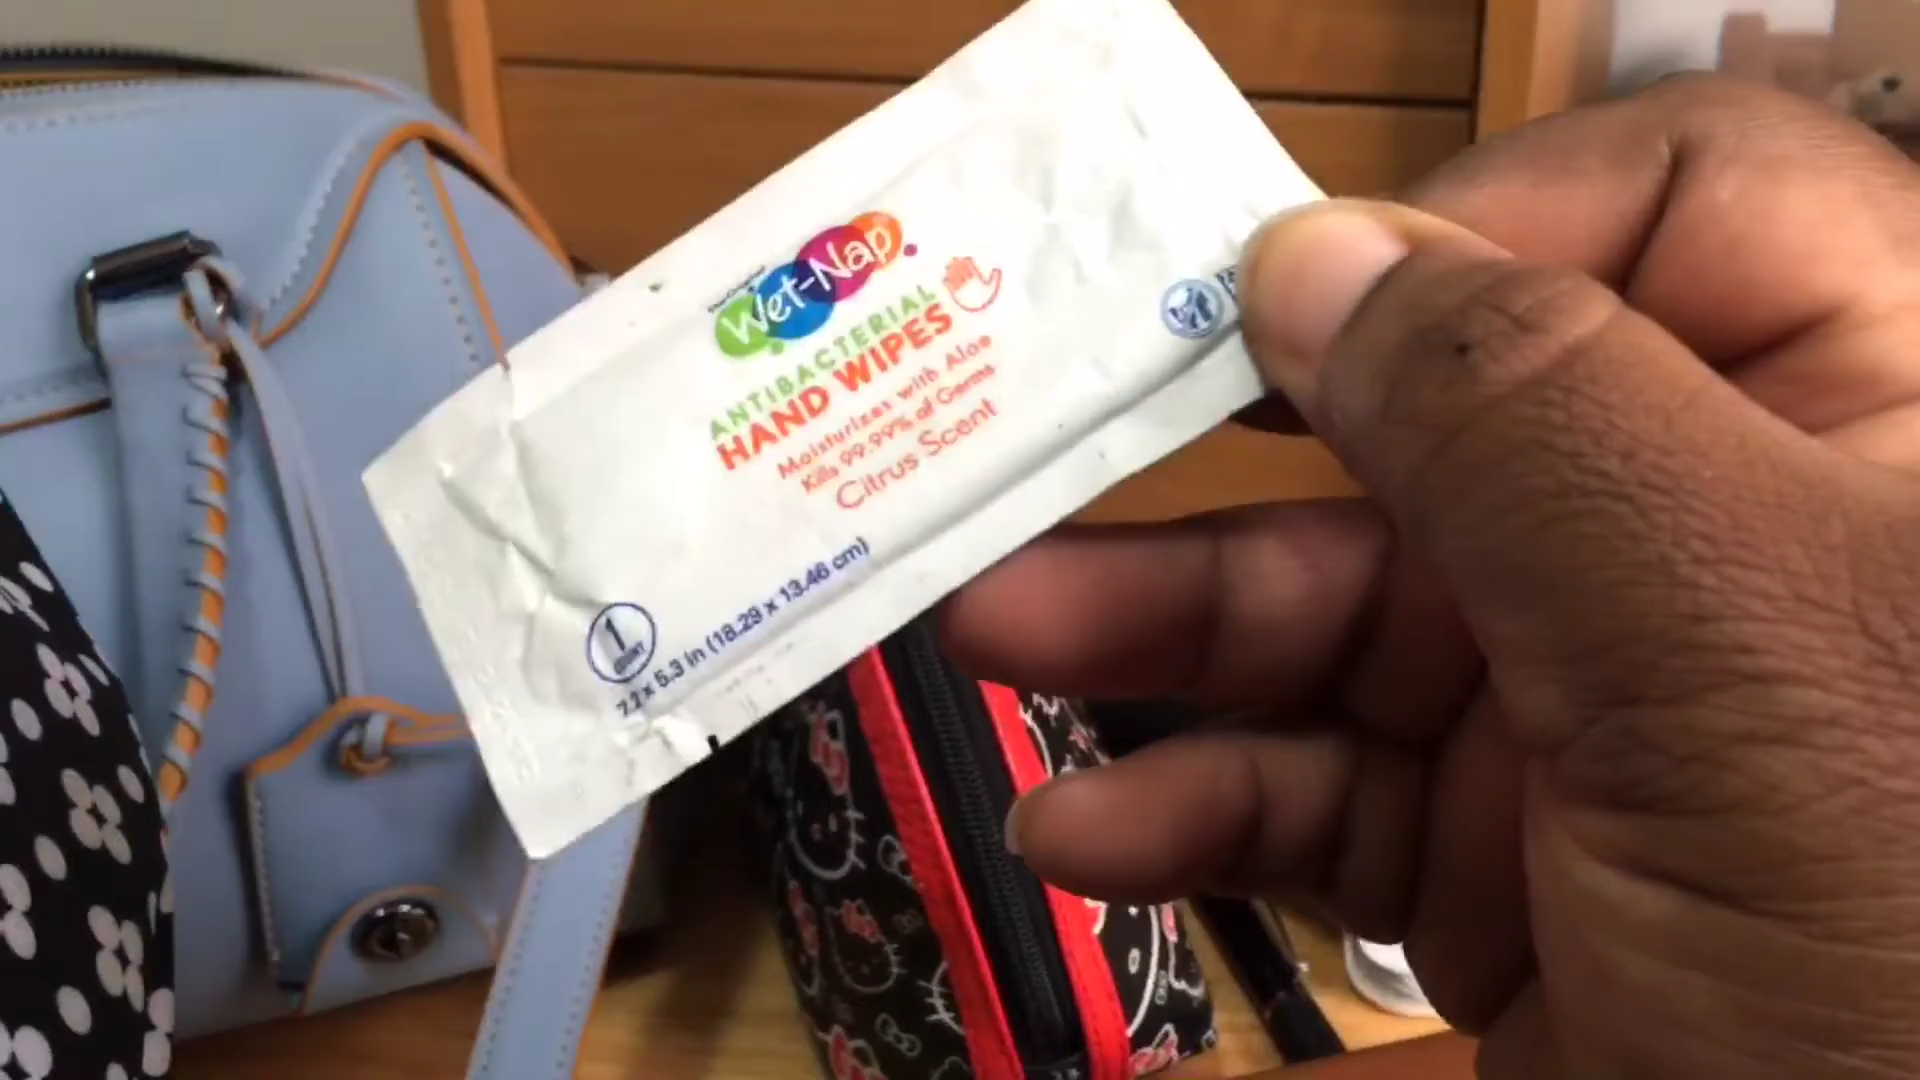 Wet-Nap
ANTIBACTERIAL
HAND WIPES
Moisturizes with Aloe
Kills 99.99% of Germs
Citrus Scent
1
COUNT
7.2 x 5.3 in (18.29 x 13.46 cm)